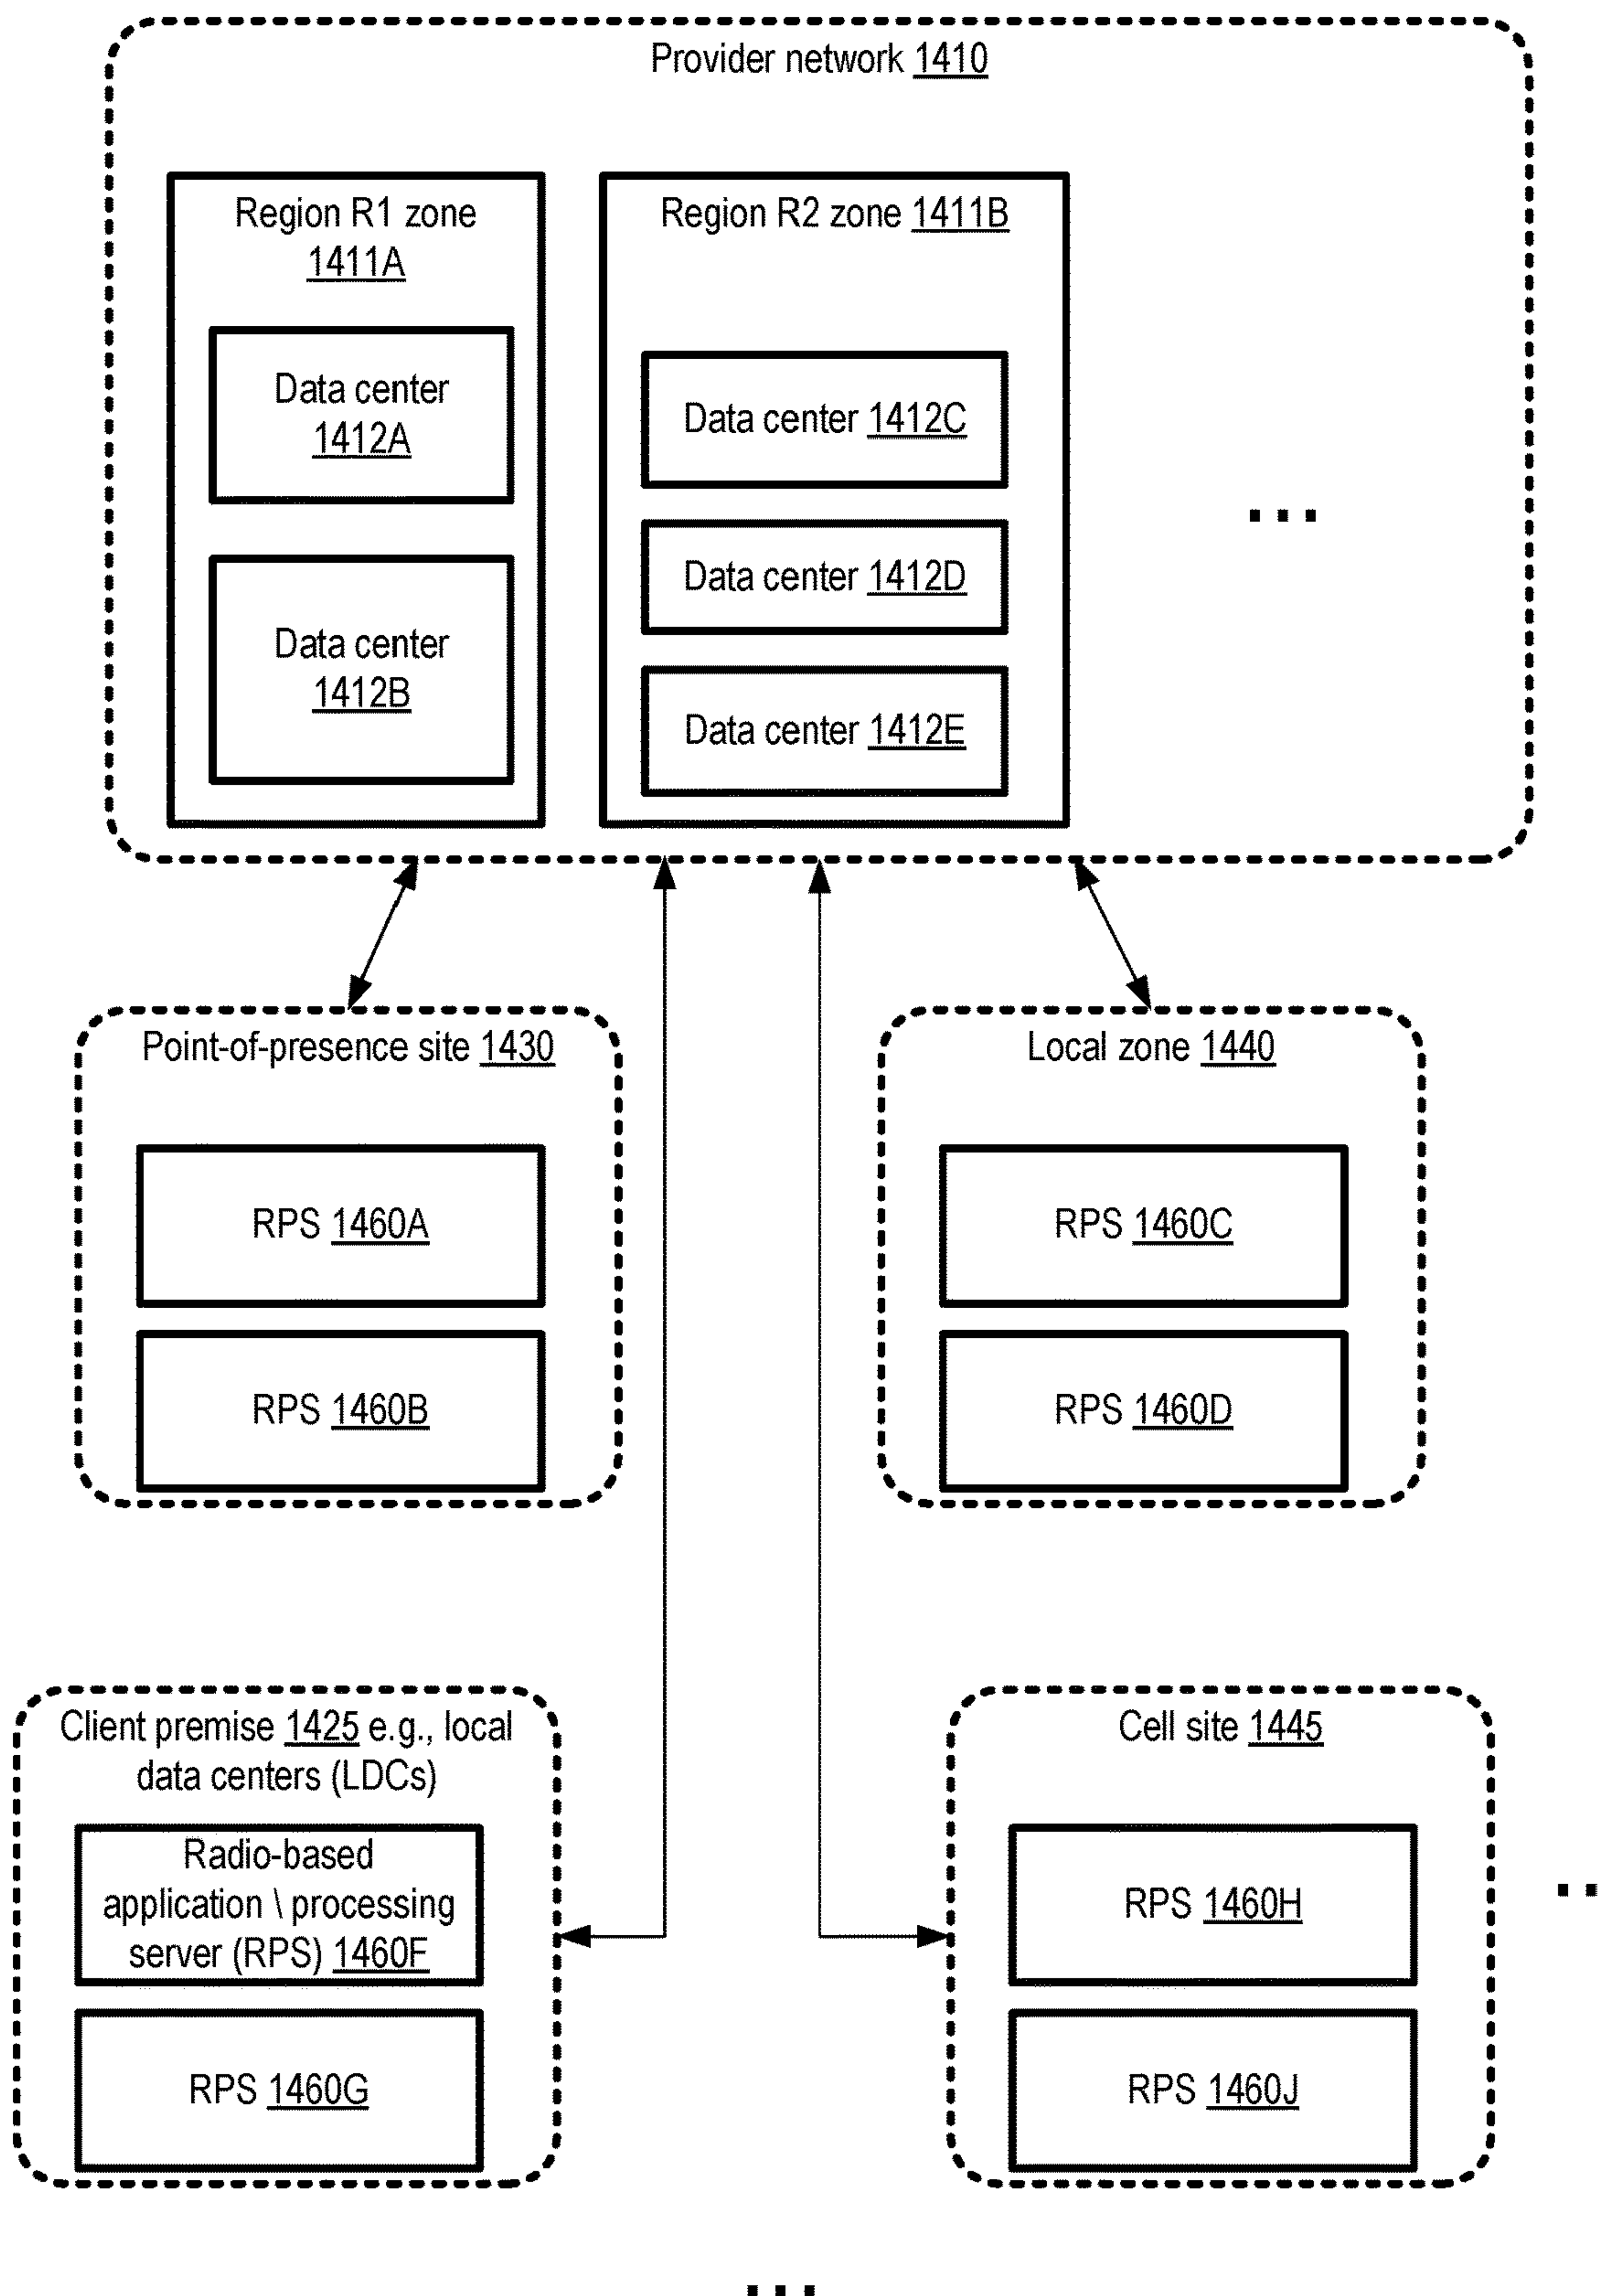 Provider network 1410
Region R1 zone
1411A
Data center
1412A
Data center
1412B
Region R2 zone 1411B
Data center 1412C
Data center 1412D
Data center 1412E
...
Point-of-presence site 1430
RPS 1460A
RPS 1460B
Local zone 1440
RPS 1460C
RPS 1460D
Client premise 1425 e.g., local
data centers (LDCs)
Radio-based
application \ processing
server (RPS) 1460F
RPS 1460G
Cell site 1445
RPS 1460H
RPS 1460J
..
...